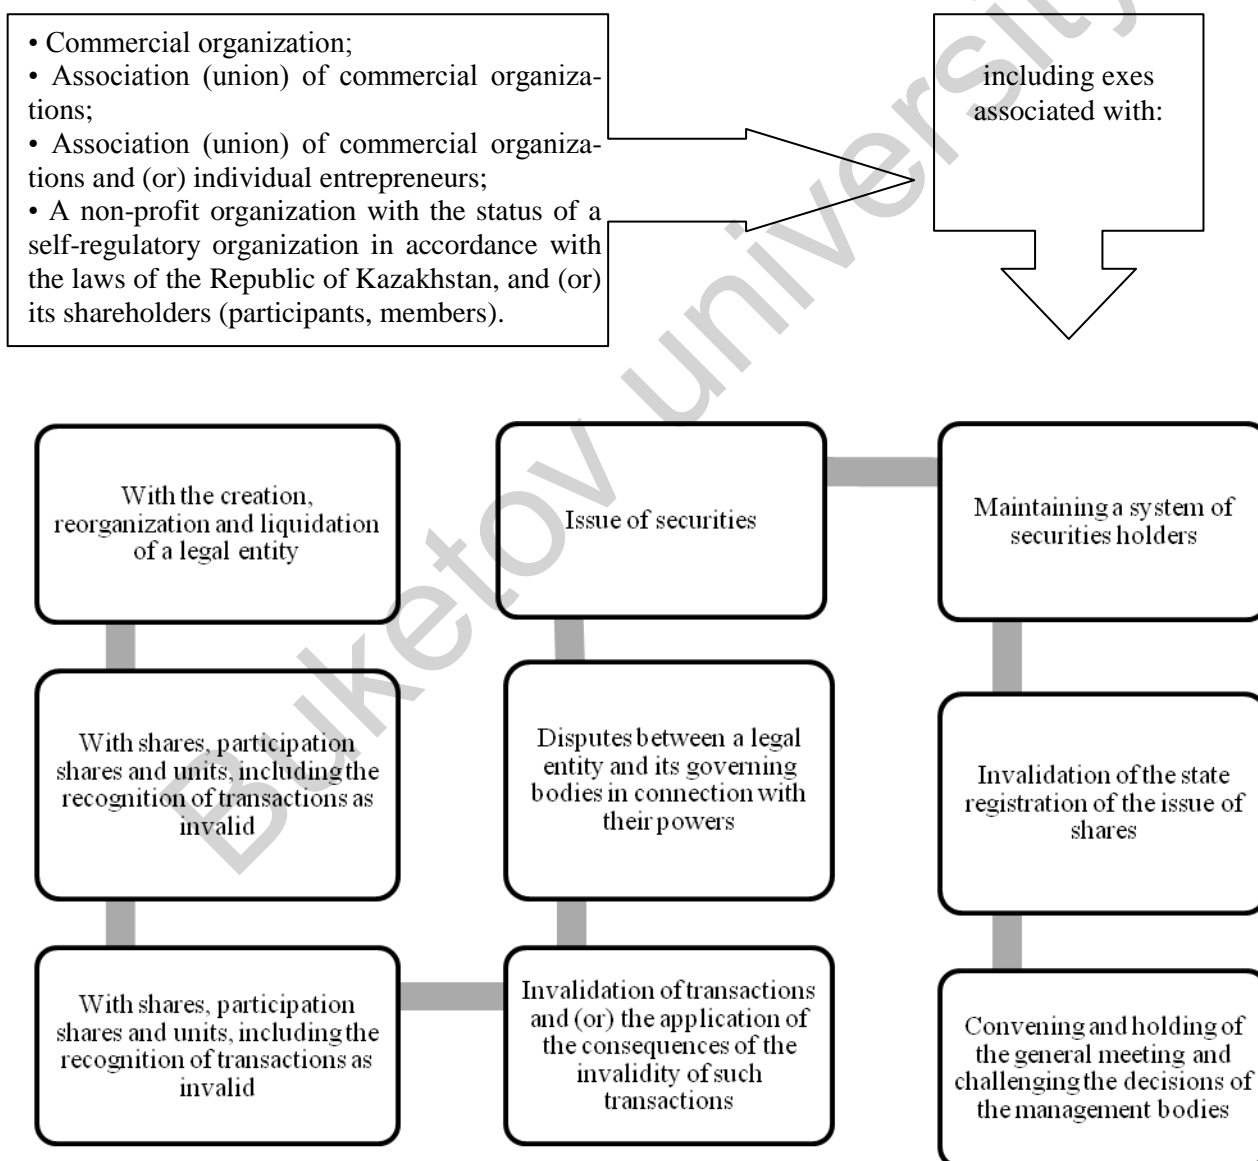 • Commercial organization;
• Association (union) of commercial organiza-
tions;
• Association (union) of commercial organiza-
tions and (or) individual entrepreneurs;
• A non-profit organization with the status of a
self-regulatory organization in accordance with
the laws of the Republic of Kazakhstan, and (or)
its shareholders (participants, members).
including exes
associated with:
With the creation,
reorganization and liquidation
of a legal entity
With shares, participation
shares and units, including the
recognition of transactions as
invalid
With shares, participation
shares and units, including the
recognition of transactions as
invalid
Invalidation of transactions
and (or) the application of
the consequences of the
invalidity of such
transactions
Disputes between a legal
entity and its governing
bodies in connection with
their powers
Issue of securities
Maintaining a system of
securities holders
Invalidation of the state
registration of the issue of
shares
Convening and holding of
the general meeting and
challenging the decisions of
the management bodies
Buketov university